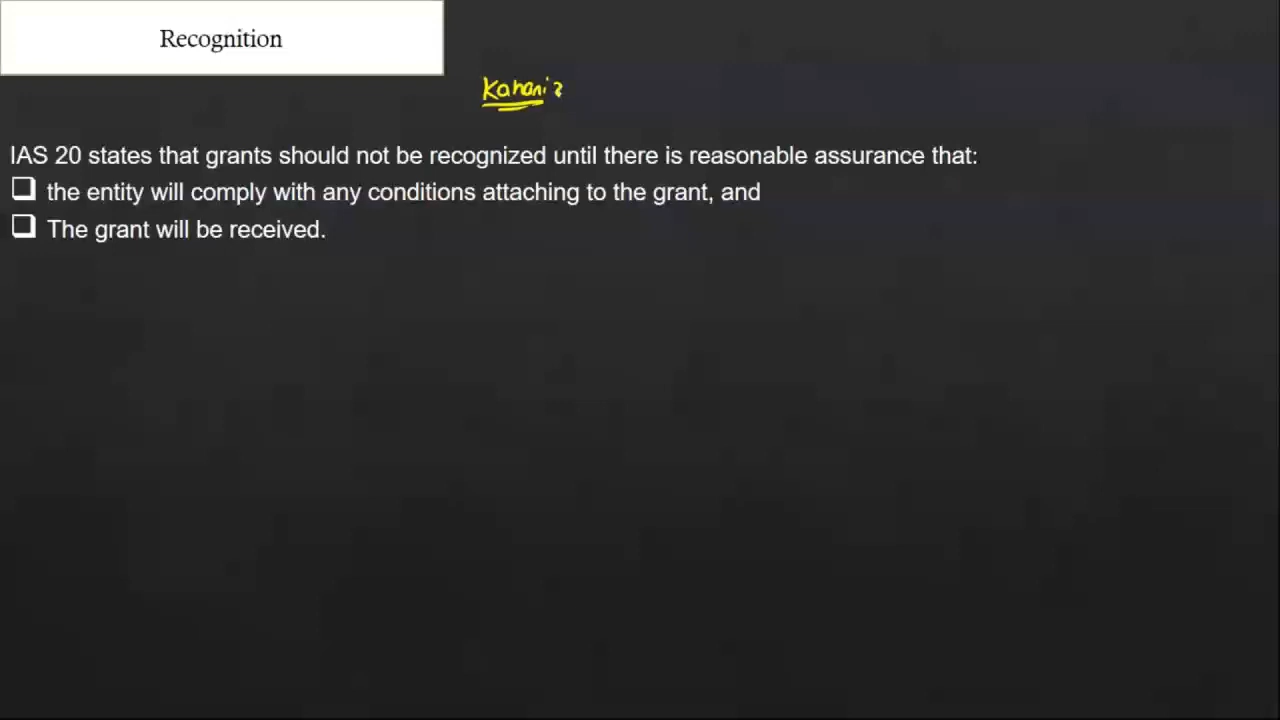 Recognition
Kahani?
IAS 20 states that grants should not be recognized until there is reasonable assurance that:
the entity will comply with any conditions attaching to the grant, and
The grant will be received.